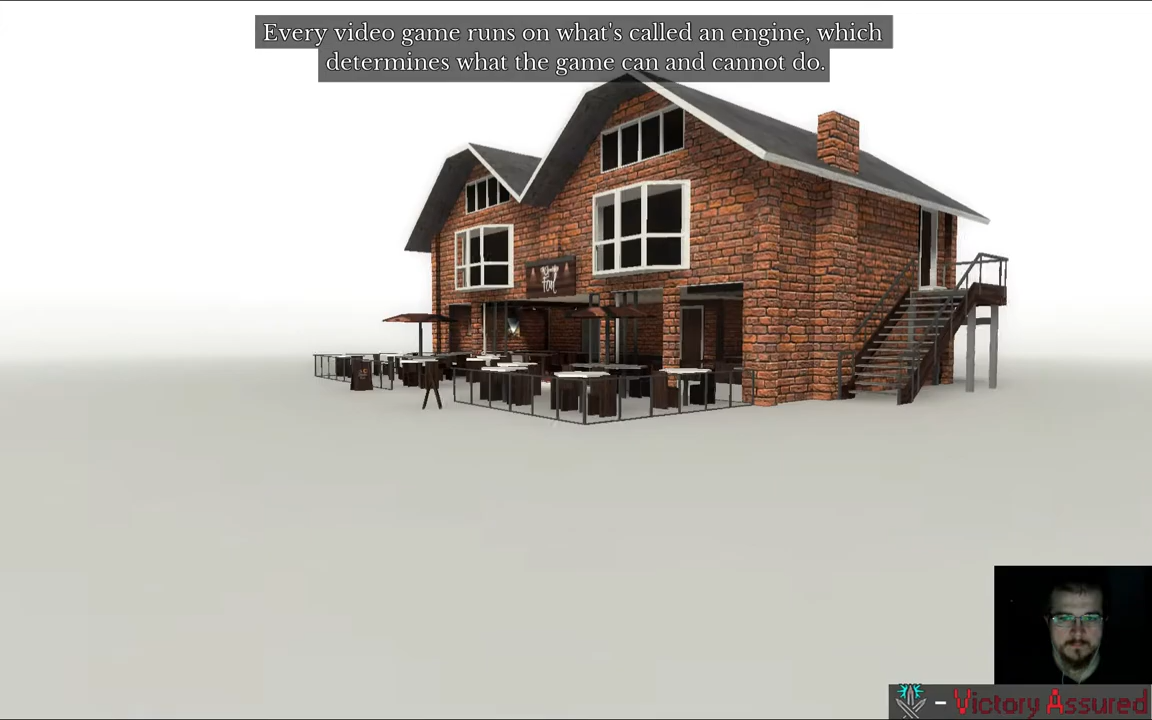 Every video game runs on what's called an engine, which
determines what the game can and cannot do.
- Victory Assured